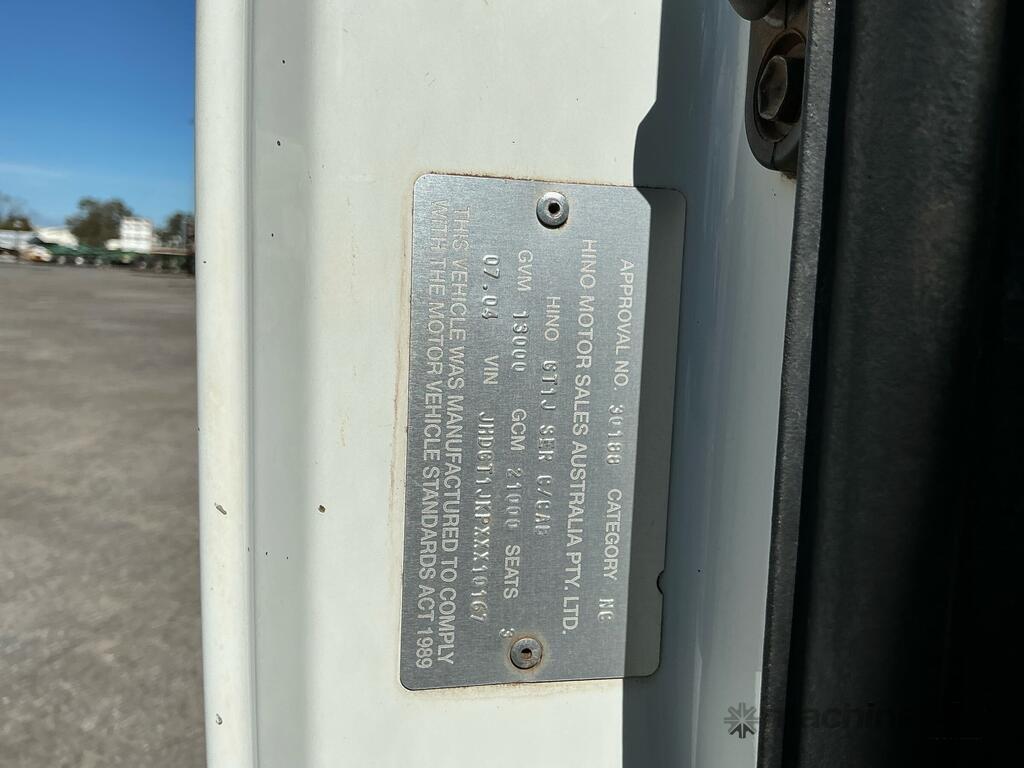 APPROVAL NO. 30188 CATEGORY NC
HINO MOTOR SALES AUSTRALIA PTY. LTD.
HINO GT1J SER C/CAB
GVM 13000 GCM 21000 SEATS 3
07.04 VIN JHDGT1JKPXXX10167
THIS VEHICLE WAS MANUFACTURED TO COMPLY
WITH THE MOTOR VEHICLE STANDARDS ACT 1989